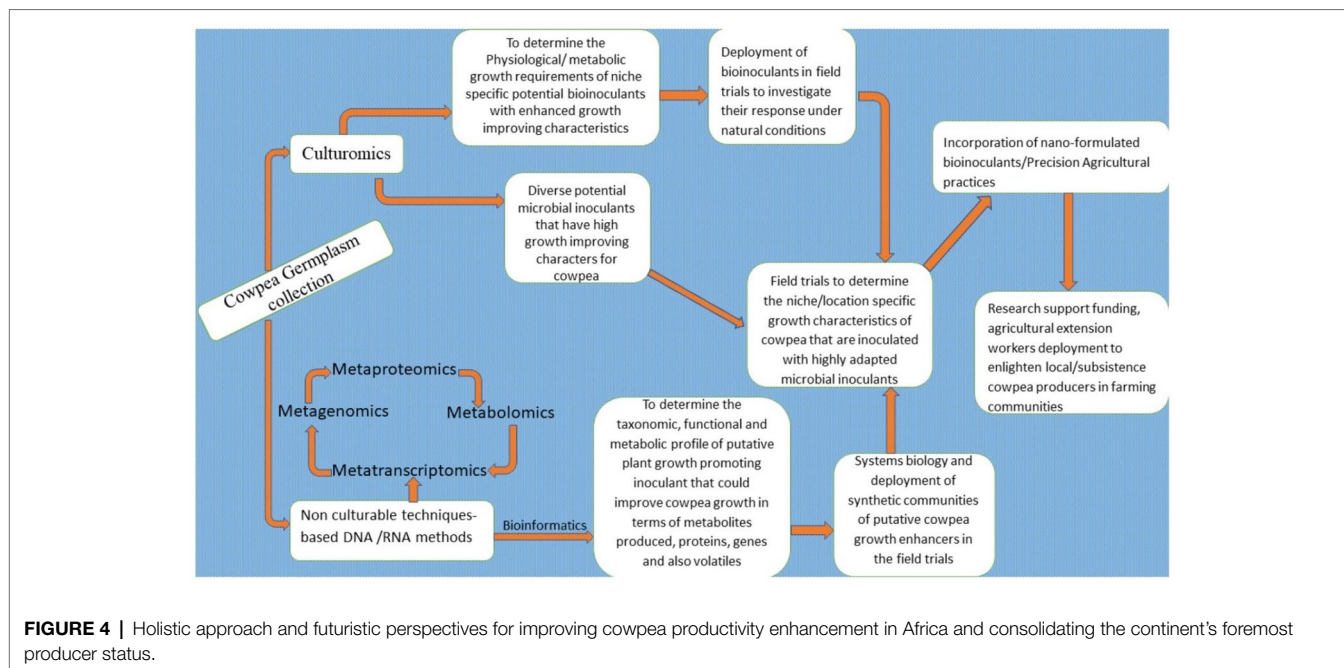 To determine the
Physiological/ metabolic
growth requirements of niche
specific potential bioinoculants
with enhanced growth
improving characteristics
Deployment of
bioinoculants in field
trials to investigate
their response under
natural conditions
Culturomics
Incorporation of nano-formulated
bioinoculants/Precision Agricultural
practices
Diverse potential
microbial inoculants
that have high
growth improving
characters for
cowpea
Cowpea Germplasm
collection
Field trials to determine
the niche/location specific
growth characteristics of
cowpea that are inoculated
with highly adapted
microbial inoculants
Research support funding,
agricultural extension
workers deployment to
enlighten local/subsistence
cowpea producers in farming
communities
Metaproteomics
Metagenomics
Metabolomics
Metatranscriptomics
Non culturable techniques-
based DNA /RNA methods
Bioinformatics
To determine the
taxonomic, functional and
metabolic profile of putative
plant growth promoting
inoculant that could
improve cowpea growth in
terms of metabolites
produced, proteins, genes
and also volatiles
Systems biology and
deployment of
synthetic communities
of putative cowpea
growth enhancers in
the field trials
FIGURE 4 | Holistic approach and futuristic perspectives for improving cowpea productivity enhancement in Africa and consolidating the continent’s foremost
producer status.